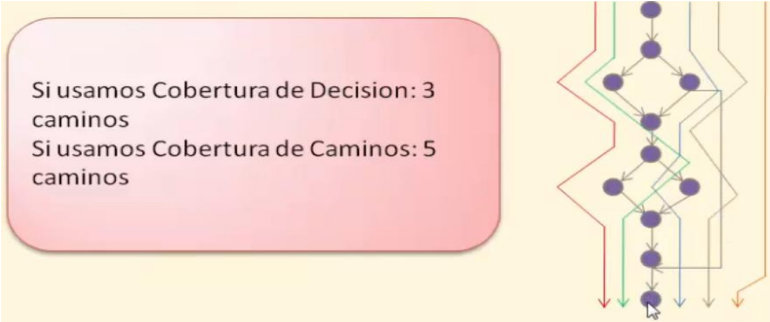 Si usamos Cobertura de Decision: 3
caminos
Si usamos Cobertura de Caminos: 5
caminos